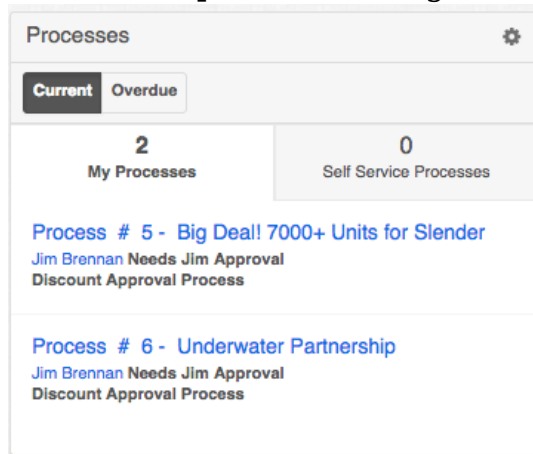 Processes
Current Overdue
2 0
My Processes Self Service Processes
Process # 5 - Big Deal! 7000+ Units for Slender
Jim Brennan Needs Jim Approval
Discount Approval Process
Process # 6 - Underwater Partnership
Jim Brennan Needs Jim Approval
Discount Approval Process